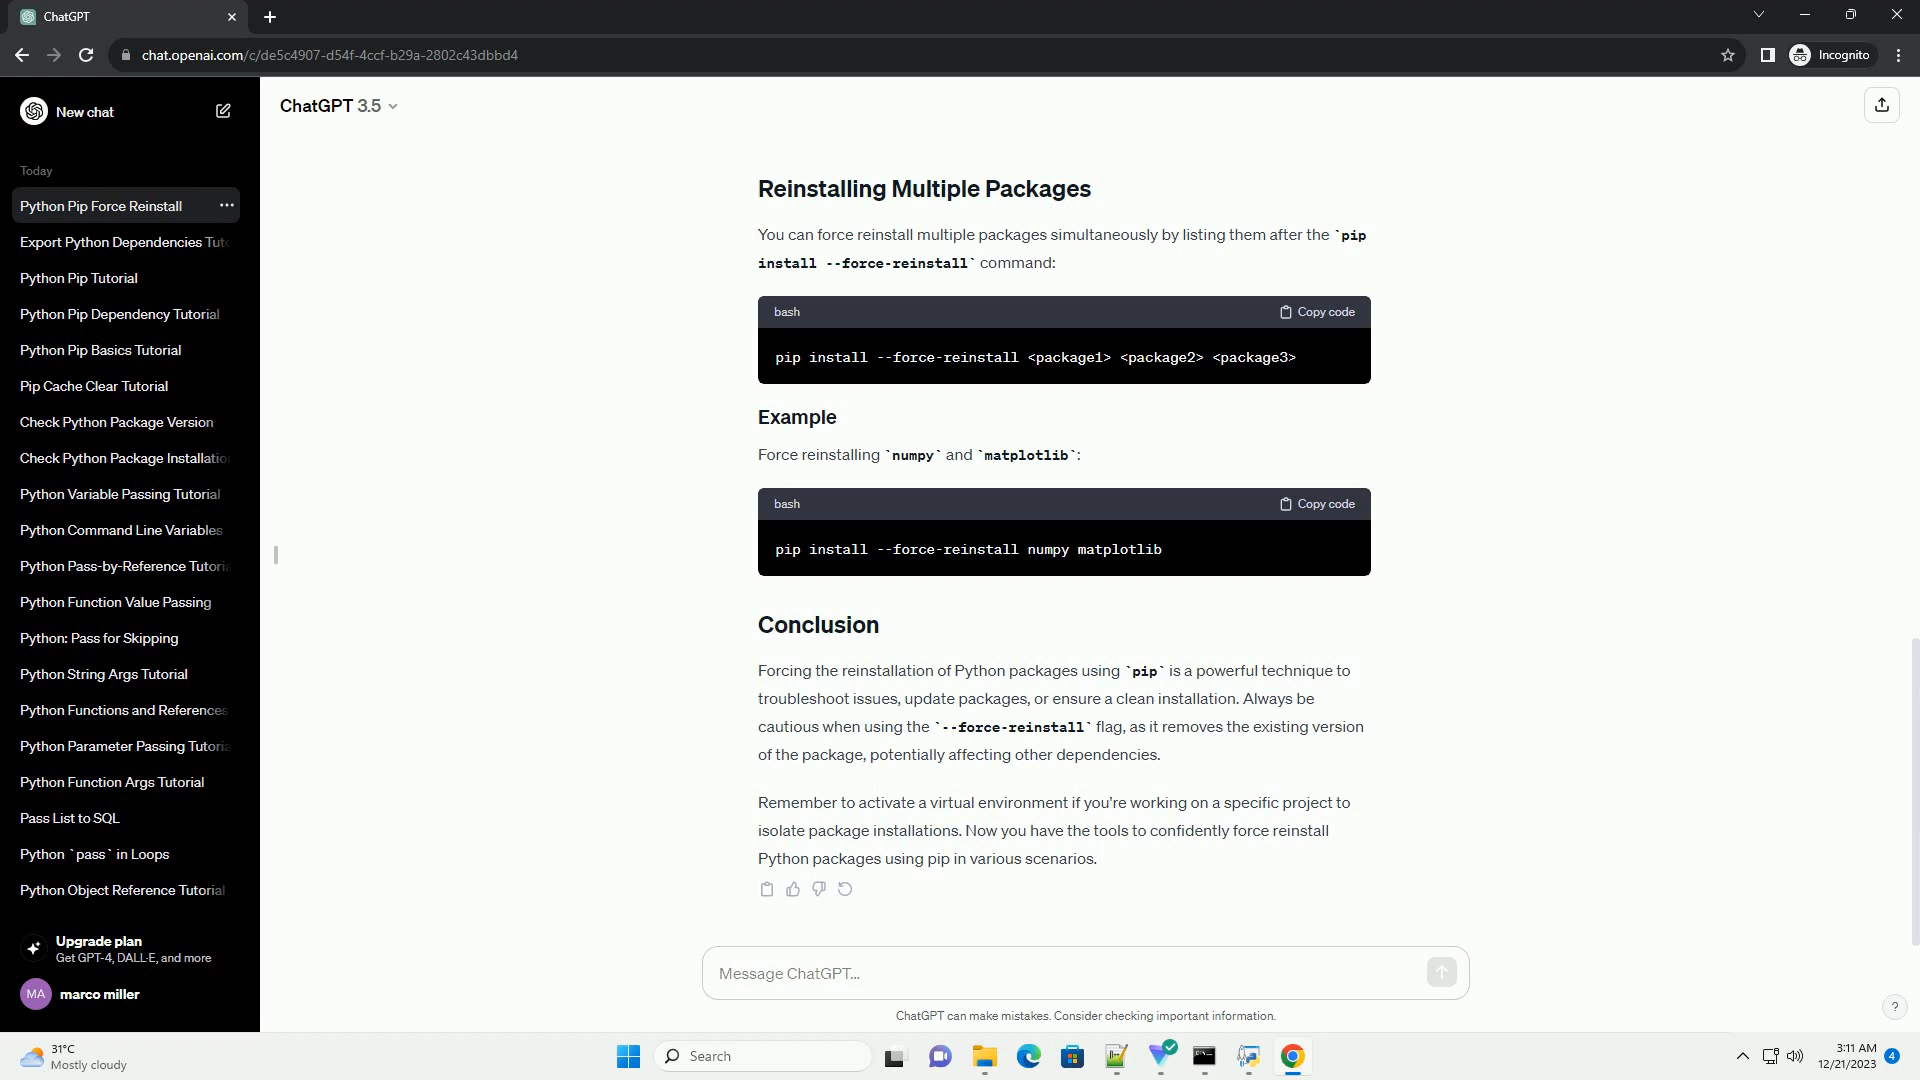 ChatGPT
chat.openai.com/c/de5c4907-d54f-4ccf-b29a-2802c43dbbd4
Incognito
New chat
ChatGPT 3.5
Today
Python Pip Force Reinstall
Export Python Dependencies Tuto
Python Pip Tutorial
Python Pip Dependency Tutorial
Python Pip Basics Tutorial
Pip Cache Clear Tutorial
Check Python Package Version
Check Python Package Installation
Python Variable Passing Tutorial
Python Command Line Variables
Python Pass-by-Reference Tutoria
Python Function Value Passing
Python: Pass for Skipping
Python String Args Tutorial
Python Functions and References
Python Parameter Passing Tutoria
Python Function Args Tutorial
Pass List to SQL
Python `pass` in Loops
Python Object Reference Tutorial
Upgrade plan
Get GPT-4, DALL·E, and more
MA marco miller
Reinstalling Multiple Packages
You can force reinstall multiple packages simultaneously by listing them after the `pip
install --force-reinstall` command:
bash Copy code
pip install --force-reinstall <package1> <package2> <package3>
Example
Force reinstalling `numpy` and `matplotlib`:
bash Copy code
pip install --force-reinstall numpy matplotlib
Conclusion
Forcing the reinstallation of Python packages using `pip` is a powerful technique to
troubleshoot issues, update packages, or ensure a clean installation. Always be
cautious when using the `--force-reinstall` flag, as it removes the existing version
of the package, potentially affecting other dependencies.
Remember to activate a virtual environment if you're working on a specific project to
isolate package installations. Now you have the tools to confidently force reinstall
Python packages using pip in various scenarios.
Message ChatGPT...
ChatGPT can make mistakes. Consider checking important information.
?
31°C
Mostly cloudy
Search
3:11 AM
12/21/2023
4